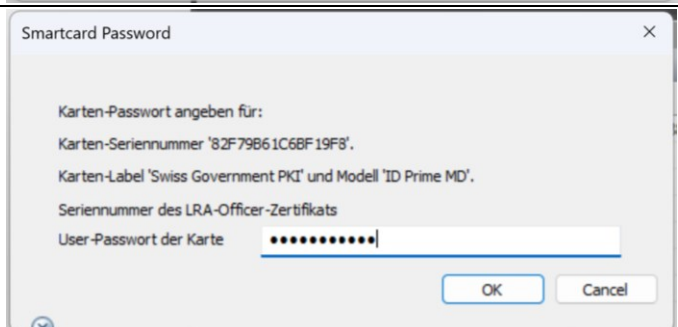 Smartcard Password
Karten-Passwort angeben für:
Karten-Seriennummer '82F79B61C6BF19F8'.
Karten-Label 'Swiss Government PKI' und Modell 'ID Prime MD'.
Seriennummer des LRA-Officer-Zertifikats
User-Passwort der Karte ●●●●●●●●●●●
OK Cancel